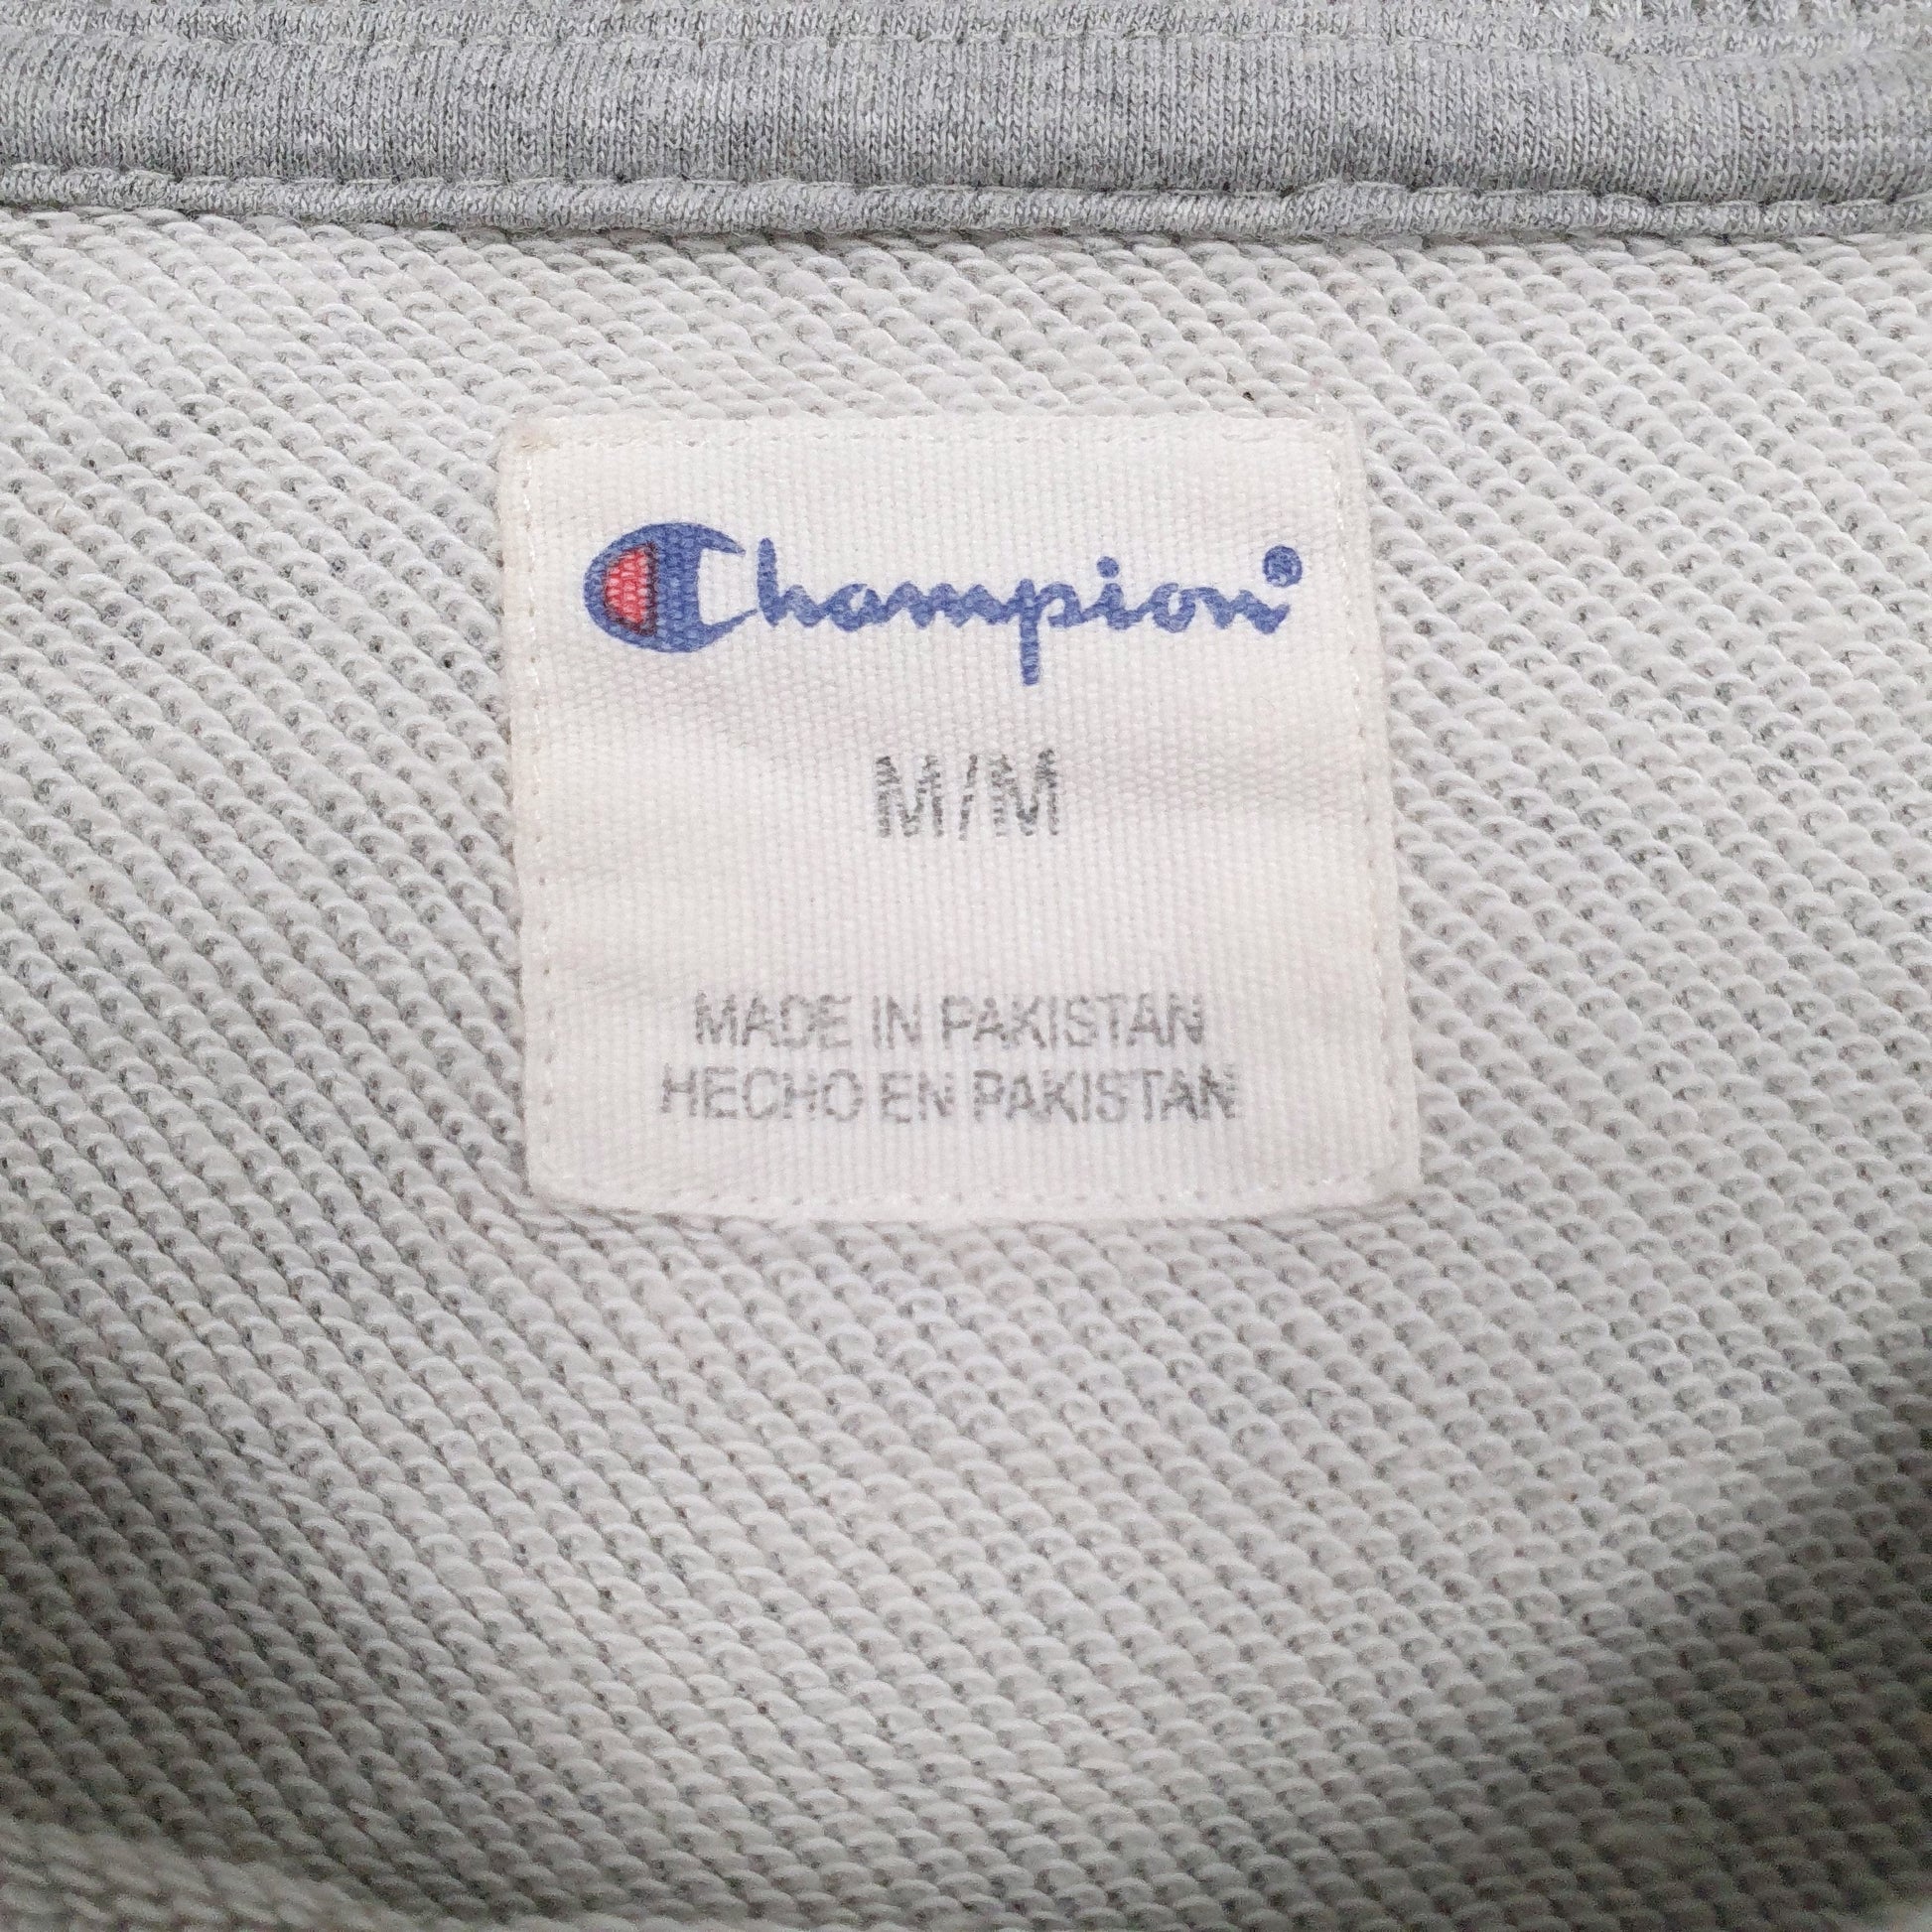 Champion
M/M
MADE IN PAKISTAN
HECHO EN PAKISTAN